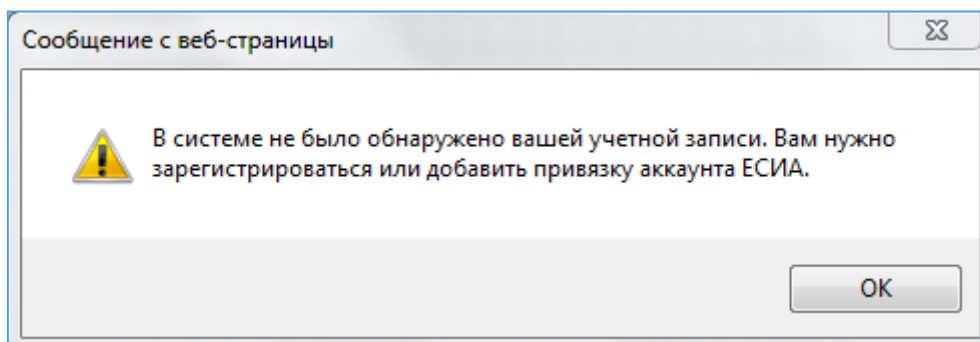 Сообщение с веб-страницы
В системе не было обнаружено вашей учетной записи. Вам нужно
зарегистрироваться или добавить привязку аккаунта ЕСИА.
OK